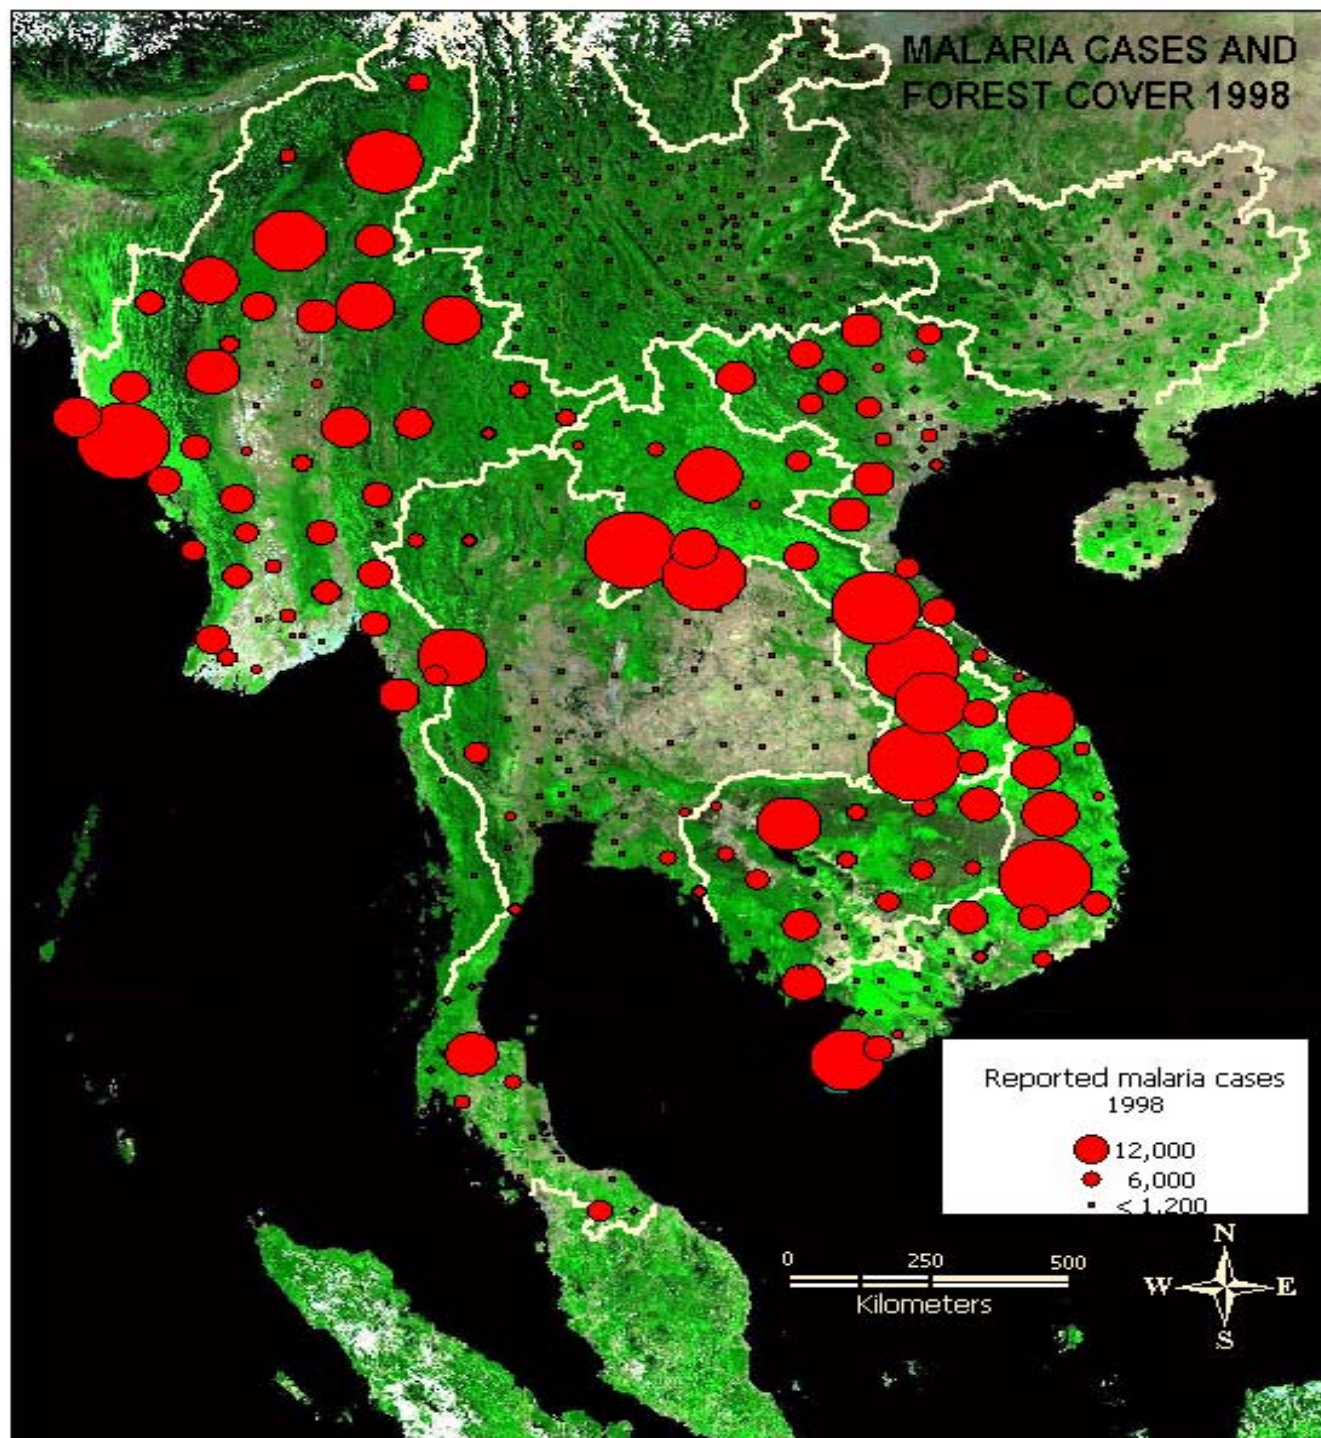 MALARIA CASES AND
FOREST COVER 1998
Reported malaria cases
1998
12,000
6,000
< 1,200
0 250 500
Kilometers
N
W E
S